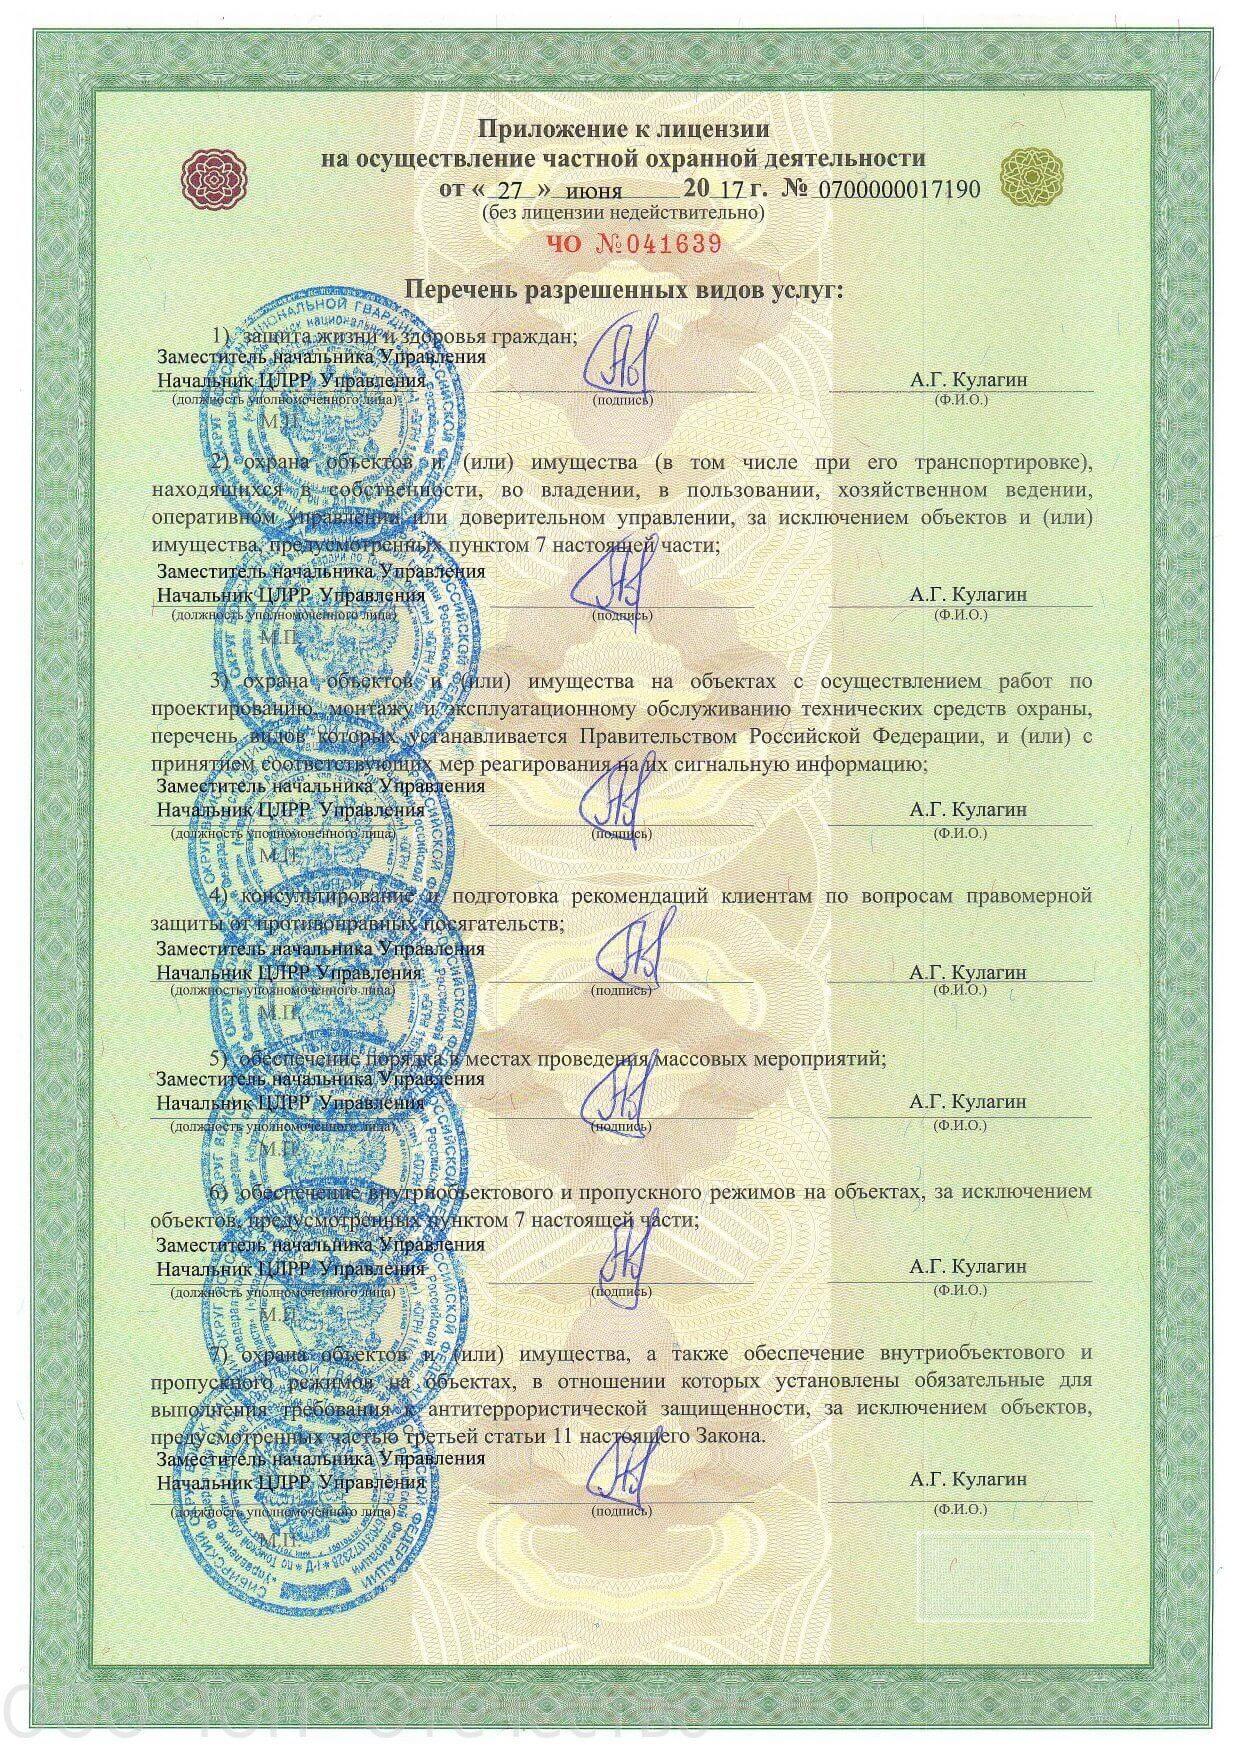 Приложение к лицензии
на осуществление частной охранной деятельности
от « 27 » июня 20 17 г. № 0700000017190
(без лицензии недействительно)
ЧО №041639
Перечень разрешенных видов услуг:
1) защита жизни и здоровья граждан;
Заместитель начальника Управления
Начальник ЦЛРР Управления А.Г. Кулагин
(должность уполномоченного лица) (подпись) (Ф.И.О.)
М.П.
2) охрана объектов и (или) имущества (в том числе при его транспортировке),
находящихся в собственности, во владении, в пользовании, хозяйственном ведении,
оперативном управлении или доверительном управлении, за исключением объектов и (или)
имущества, предусмотренных пунктом 7 настоящей части;
Заместитель начальника Управления
Начальник ЦЛРР Управления А.Г. Кулагин
(должность уполномоченного лица) (подпись) (Ф.И.О.)
М.П.
3) охрана объектов и (или) имущества на объектах с осуществлением работ по
проектированию, монтажу и эксплуатационному обслуживанию технических средств охраны,
перечень видов которых устанавливается Правительством Российской Федерации, и (или) с
принятием соответствующих мер реагирования на их сигнальную информацию;
Заместитель начальника Управления
Начальник ЦЛРР Управления А.Г. Кулагин
(должность уполномоченного лица) (подпись) (Ф.И.О.)
М.П.
4) консультирование и подготовка рекомендаций клиентам по вопросам правомерной
защиты от противоправных посягательств;
Заместитель начальника Управления
Начальник ЦЛРР Управления А.Г. Кулагин
(должность уполномоченного лица) (подпись) (Ф.И.О.)
М.П.
5) обеспечение порядка в местах проведения массовых мероприятий;
Заместитель начальника Управления
Начальник ЦЛРР Управления А.Г. Кулагин
(должность уполномоченного лица) (подпись) (Ф.И.О.)
М.П.
6) обеспечение внутриобъектового и пропускного режимов на объектах, за исключением
объектов, предусмотренных пунктом 7 настоящей части;
Заместитель начальника Управления
Начальник ЦЛРР Управления А.Г. Кулагин
(должность уполномоченного лица) (подпись) (Ф.И.О.)
М.П.
7) охрана объектов и (или) имущества, а также обеспечение внутриобъектового и
пропускного режимов на объектах, в отношении которых установлены обязательные для
выполнения требования к антитеррористической защищенности, за исключением объектов,
предусмотренных частью третьей статьи 11 настоящего Закона.
Заместитель начальника Управления
Начальник ЦЛРР Управления А.Г. Кулагин
(должность уполномоченного лица) (подпись) (Ф.И.О.)
М.П.
ООО ЧОП Отечество